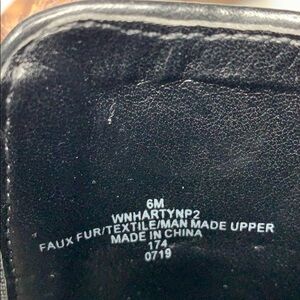 6M
WNHARTYNP2
FAUX FUR/TEXTILE/MAN MADE UPPER
MADE IN CHINA
174
0719